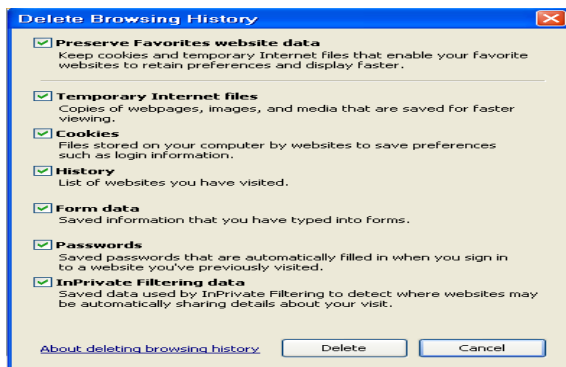 Delete Browsing History
Preserve Favorites website data
Keep cookies and temporary Internet files that enable your favorite
websites to retain preferences and display faster.
Temporary Internet files
Copies of webpages, images, and media that are saved for faster
viewing.
Cookies
Files stored on your computer by websites to save preferences
such as login information.
History
List of websites you have visited.
Form data
Saved information that you have typed into forms.
Passwords
Saved passwords that are automatically filled in when you sign in
to a website you've previously visited.
InPrivate Filtering data
Saved data used by InPrivate Filtering to detect where websites may
be automatically sharing details about your visit.
About deleting browsing history Delete Cancel